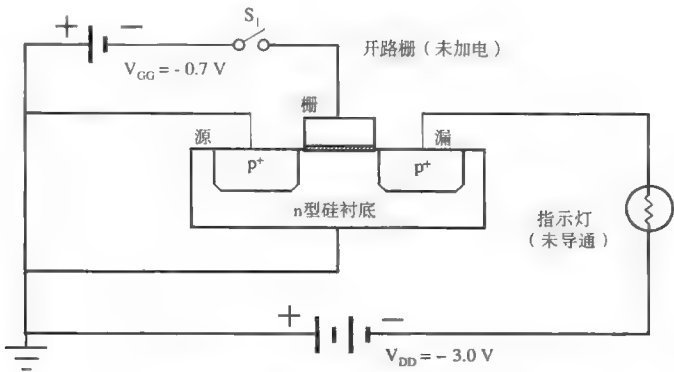 S₁
+ −
开路栅（未加电）
V_GG = - 0.7 V
栅
源
漏
p⁺
p⁺
n型硅衬底
指示灯
（未导通）
+ −
V_DD = - 3.0 V